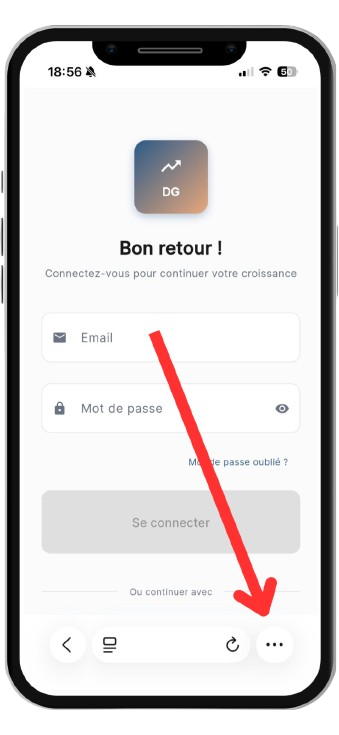 18:56
50
DG
Bon retour !
Connectez-vous pour continuer votre croissance
Email
Mot de passe
Mot de passe oublié ?
Se connecter
Ou continuer avec